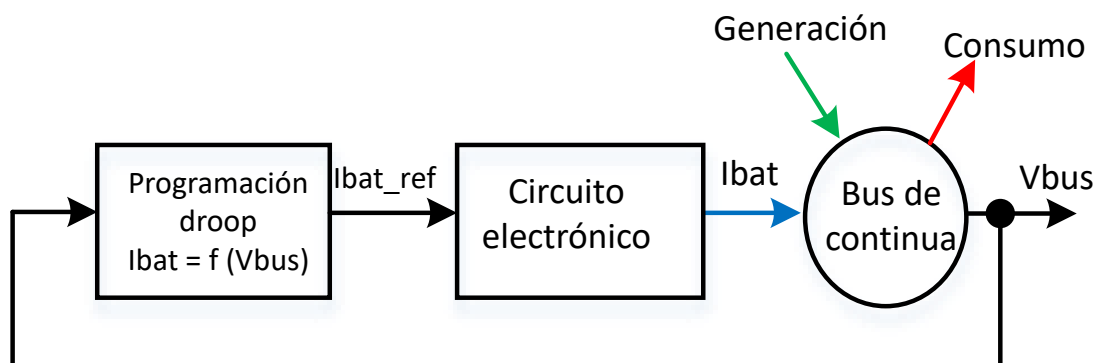 Generación
Consumo
Programación
droop
Ibat = f (Vbus)
Ibat_ref
Circuito
electrónico
Ibat
Bus de
continua
Vbus